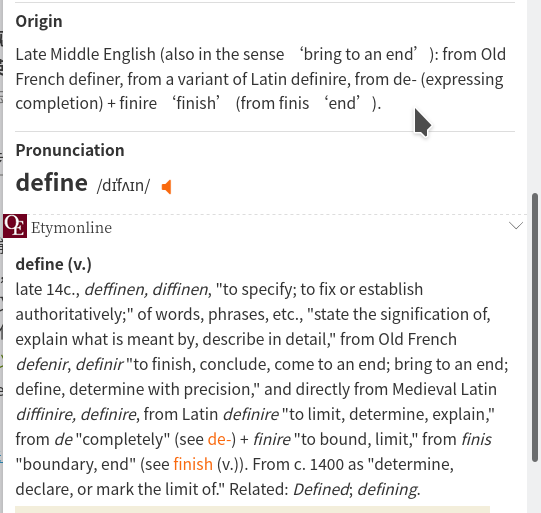 Origin
Late Middle English (also in the sense ‘bring to an end’): from Old
French definer, from a variant of Latin definire, from de- (expressing
completion) + finire ‘finish’ (from finis ‘end’).
Pronunciation
define /dɪfʌɪn/
OE Etymonline
define (v.)
late 14c., deffinen, diffinen, "to specify; to fix or establish
authoritatively;" of words, phrases, etc., "state the signification of,
explain what is meant by, describe in detail," from Old French
defenir, definir "to finish, conclude, come to an end; bring to an end;
define, determine with precision," and directly from Medieval Latin
diffinire, definire, from Latin definire "to limit, determine, explain,"
from de "completely" (see de-) + finire "to bound, limit," from finis
"boundary, end" (see finish (v.)). From c. 1400 as "determine,
declare, or mark the limit of." Related: Defined; defining.